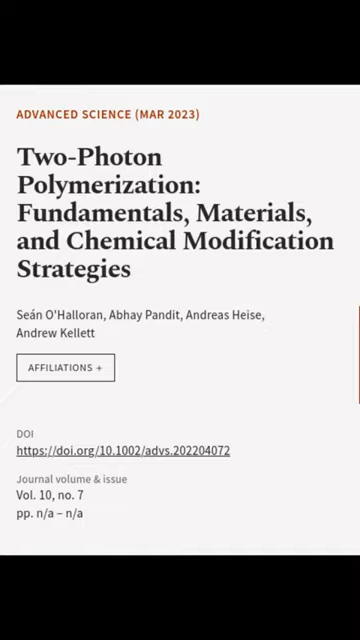 ADVANCED SCIENCE (MAR 2023)
Two-Photon
Polymerization:
Fundamentals, Materials,
and Chemical Modification
Strategies
Seán O'Halloran, Abhay Pandit, Andreas Heise,
Andrew Kellett
AFFILIATIONS +
DOI
https://doi.org/10.1002/advs.202204072
Journal volume & issue
Vol. 10, no. 7
pp. n/a – n/a